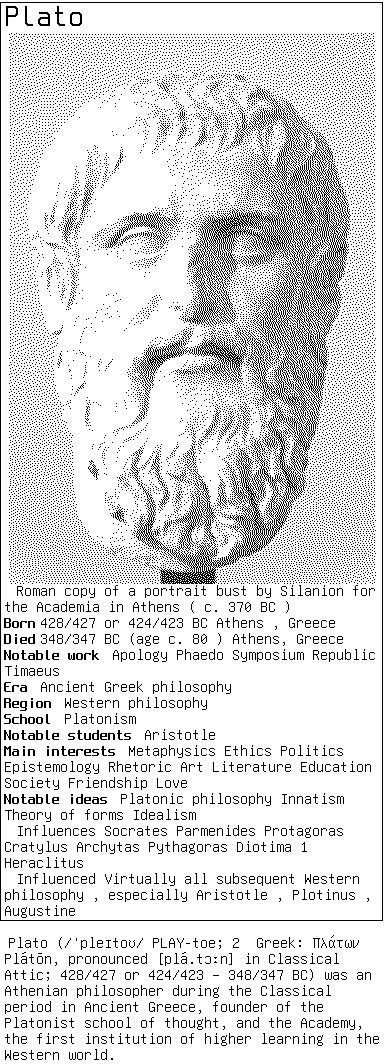 Plato
Roman copy of a portrait bust by Silanion for
the Academia in Athens ( c. 370 BC )
Born 428/427 or 424/423 BC Athens , Greece
Died 348/347 BC (age c. 80 ) Athens, Greece
Notable work Apology Phaedo Symposium Republic
Timaeus
Era Ancient Greek philosophy
Region Western philosophy
School Platonism
Notable students Aristotle
Main interests Metaphysics Ethics Politics
Epistemology Rhetoric Art Literature Education
Society Friendship Love
Notable ideas Platonic philosophy Innatism
Theory of forms Idealism
Influences Socrates Parmenides Protagoras
Cratylus Archytas Pythagoras Diotima 1
Heraclitus
Influenced Virtually all subsequent Western
philosophy , especially Aristotle , Plotinus ,
Augustine
Plato (/ˈpleɪtoʊ/ PLAY-toe; 2 Greek: Πλάτων
Plátōn, pronounced [plá.tɔːn] in Classical
Attic; 428/427 or 424/423 – 348/347 BC) was an
Athenian philosopher during the Classical
period in Ancient Greece, founder of the
Platonist school of thought, and the Academy,
the first institution of higher learning in the
Western world.